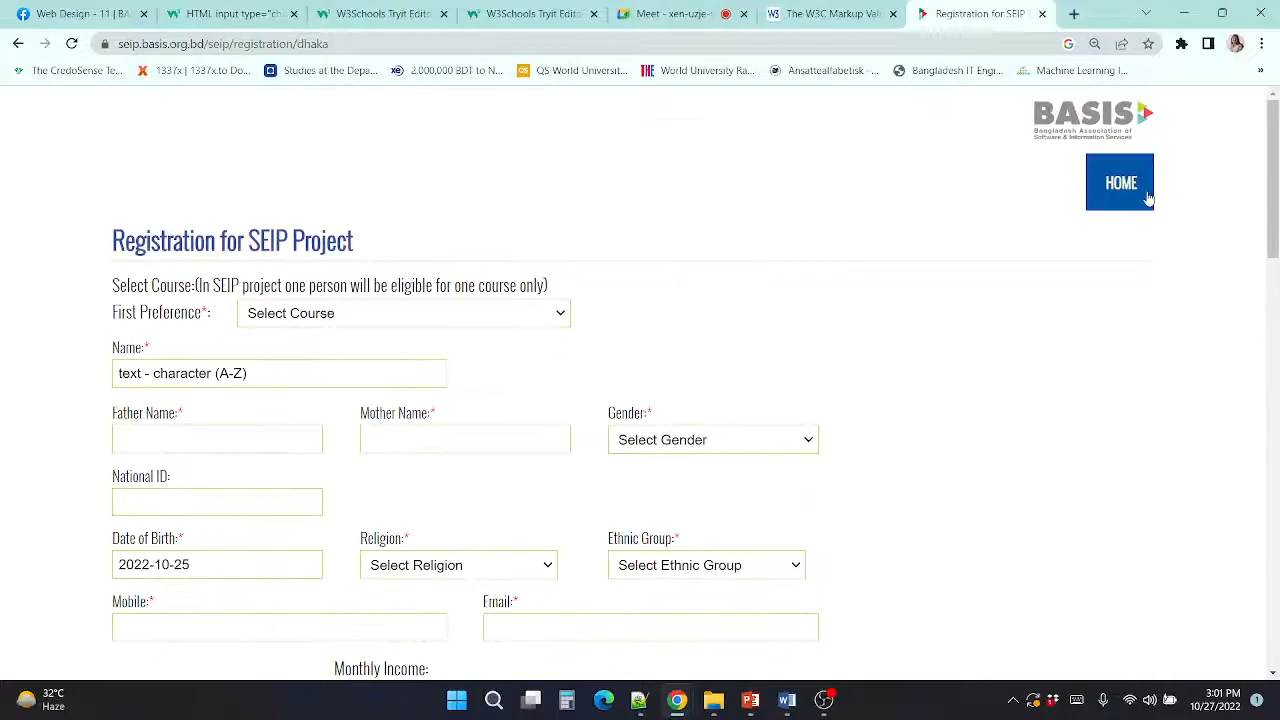 Web Design - 11 | BA
HTML input type="che
W3Schools Tryit Editor
W3Schools Tryit Editor
Meet - xen-uzje-
The W3C Markup Val
Registration for SEIP
seip.basis.org.bd/seip/registration/dhaka
The CredoSense Te...
1337x | 1337x.to Do...
Studies at the Depa...
2,000,000 BDT to N...
QS World Universit...
World University Ra...
Ansattealfabetisk -...
Bangladesh IT Engi...
Machine Learning I...
»
BASIS
Bangladesh Association of
Software & Information Services
HOME
Registration for SEIP Project
Select Course:(In SEIP project one person will be eligible for one course only)
First Preference*: Select Course
Name:*
text - character (A-Z)
Father Name:* Mother Name:* Gender:*
Select Gender
National ID:
Date of Birth:* Religion:* Ethnic Group:*
2022-10-25 Select Religion Select Ethnic Group
Mobile:* Email:*
Monthly Income:
32°C
Haze
3:01 PM
10/27/2022